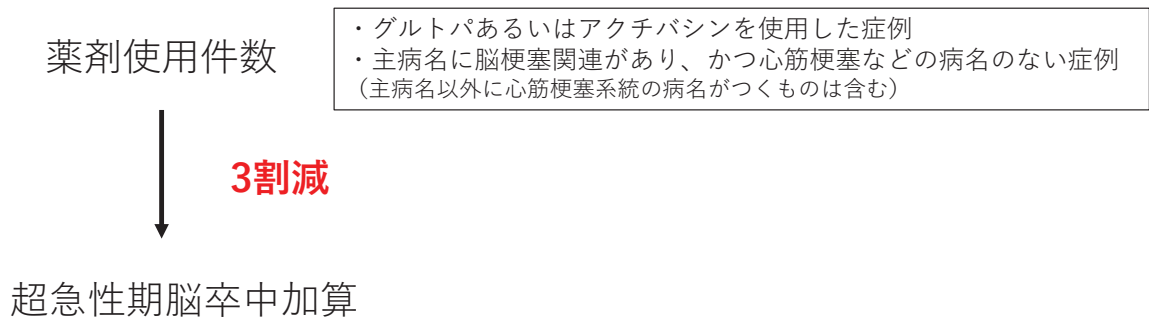 薬剤使用件数
・グルトパあるいはアクチバシンを使用した症例
・主病名に脳梗塞関連があり、かつ心筋梗塞などの病名のない症例
（主病名以外に心筋梗塞系統の病名がつくものは含む）
3割減
超急性期脳卒中加算